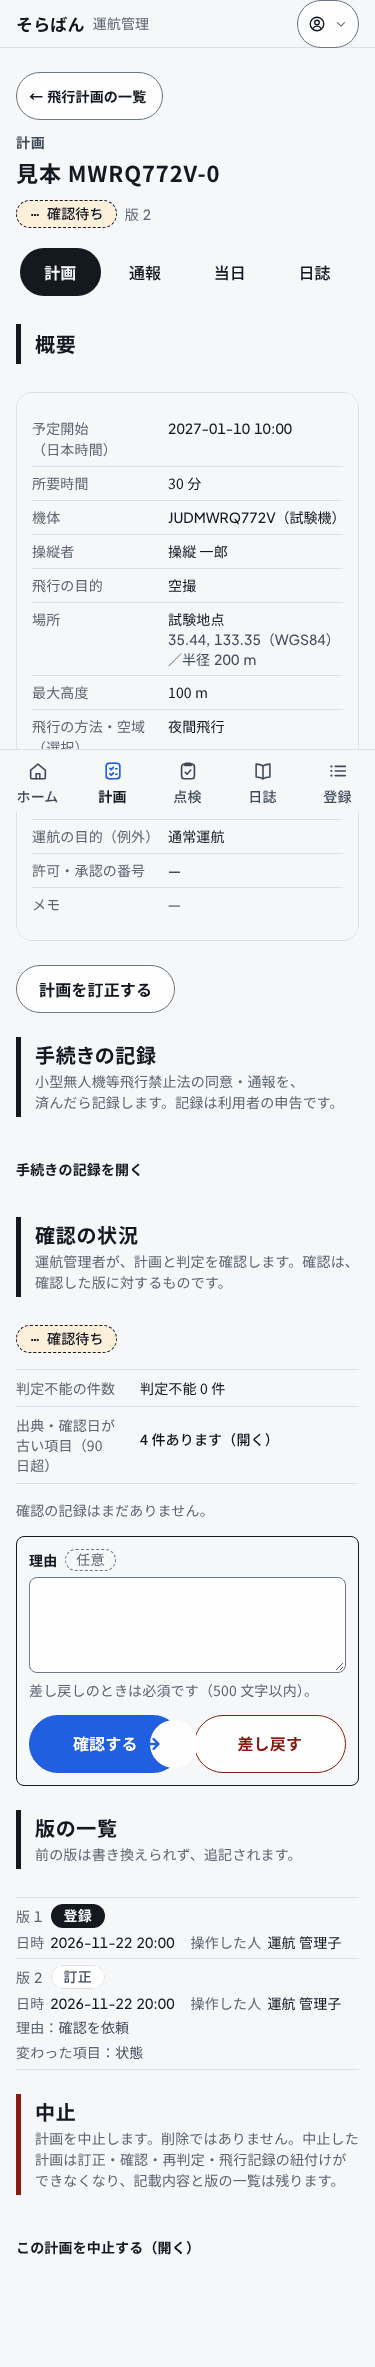 そらばん 運航管理
← 飛行計画の一覧
計画
見本 MWRQ772V-0
確認待ち 版 2
計画 通報 当日 日誌
概要
予定開始 2027-01-10 10:00
（日本時間）
所要時間 30 分
機体 JUDMWRQ772V（試験機）
操縦者 操縦 一郎
飛行の目的 空撮
場所 試験地点
35.44, 133.35（WGS84）
／半径 200 m
最大高度 100 m
飛行の方法・空域 夜間飛行
（選択）
ホーム 計画 点検 日誌 登録
運航の目的（例外） 通常運航
許可・承認の番号 —
メモ —
計画を訂正する
手続きの記録
小型無人機等飛行禁止法の同意・通報を、
済んだら記録します。記録は利用者の申告です。
手続きの記録を開く
確認の状況
運航管理者が、計画と判定を確認します。確認は、
確認した版に対するものです。
確認待ち
判定不能の件数 判定不能 0 件
出典・確認日が
古い項目（90 4 件あります（開く）
日超）
確認の記録はまだありません。
理由 任意
差し戻しのときは必須です（500 文字以内）。
確認する → 差し戻す
版の一覧
前の版は書き換えられず、追記されます。
版 1 登録
日時 2026-11-22 20:00 操作した人 運航 管理子
版 2 訂正
日時 2026-11-22 20:00 操作した人 運航 管理子
理由：確認を依頼
変わった項目：状態
中止
計画を中止します。削除ではありません。中止した
計画は訂正・確認・再判定・飛行記録の紐付けが
できなくなり、記載内容と版の一覧は残ります。
この計画を中止する（開く）